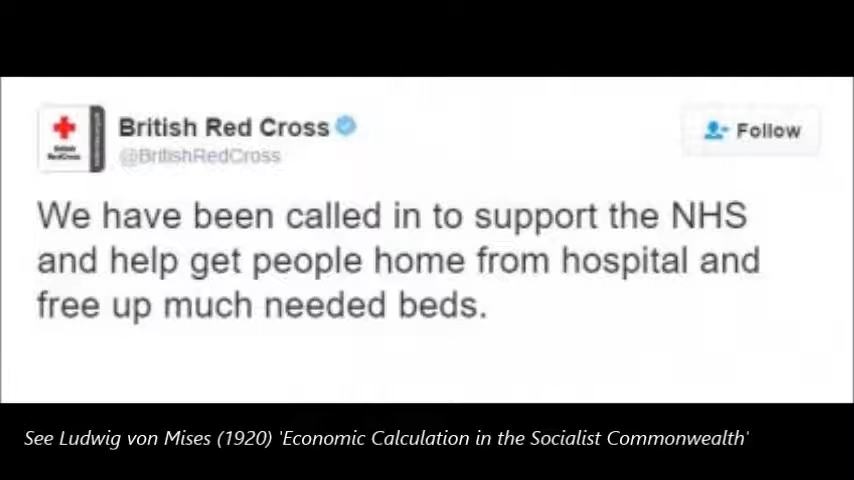 British Red Cross
@BritishRedCross
Follow
We have been called in to support the NHS
and help get people home from hospital and
free up much needed beds.
See Ludwig von Mises (1920) 'Economic Calculation in the Socialist Commonwealth'